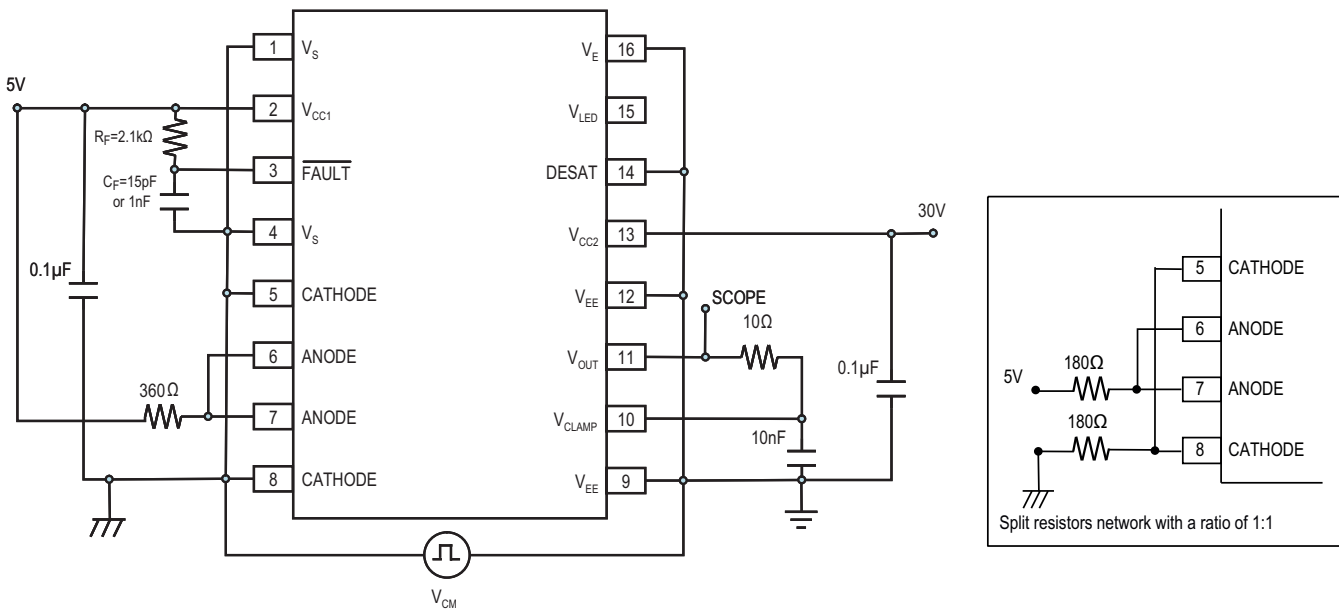 5V
R_F=2.1kΩ
C_F=15pF
or 1nF
0.1µF
360Ω
1 V_S
2 V_CC1
3 F̅A̅U̅L̅T̅
4 V_S
5 CATHODE
6 ANODE
7 ANODE
8 CATHODE
V_E 16
V_LED 15
DESAT 14
V_CC2 13
V_EE 12
V_OUT 11
V_CLAMP 10
V_EE 9
30V
SCOPE
10Ω
0.1µF
10nF
V_CM
5 CATHODE
6 ANODE
5V
180Ω
7 ANODE
180Ω
8 CATHODE
Split resistors network with a ratio of 1:1